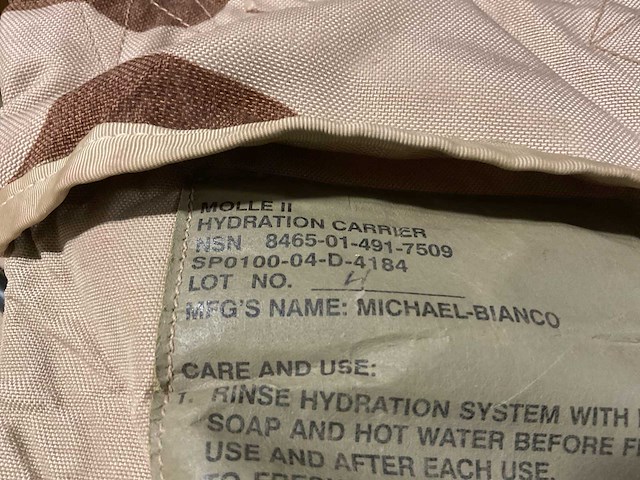 MOLLE II
HYDRATION CARRIER
NSN 8465-01-491-7509
SP0100-04-D-4184
LOT NO. 4
MFG'S NAME: MICHAEL-BIANCO
CARE AND USE:
1. RINSE HYDRATION SYSTEM WITH
SOAP AND HOT WATER BEFORE
USE AND AFTER EACH USE.